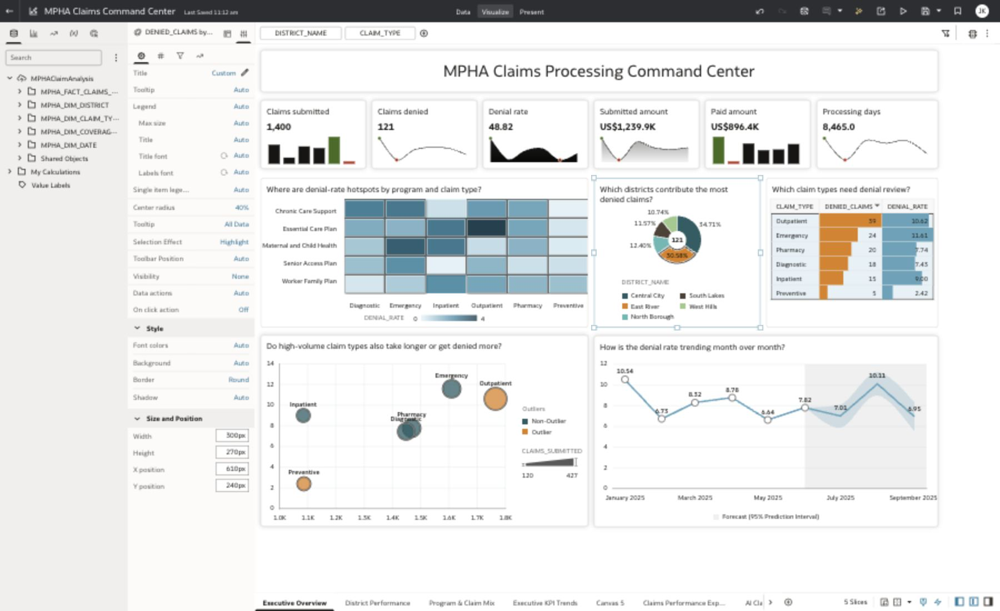 MPHA Claims Command Center Last Saved 11:12 am
Data Visualize Present
JK
Search
MPHAClaimAnalysis
MPHA_FACT_CLAIMS_...
MPHA_DIM_DISTRICT
MPHA_DIM_CLAIM_TY...
MPHA_DIM_COVERAG...
MPHA_DIM_DATE
Shared Objects
My Calculations
Value Labels
DENIED_CLAIMS by...
Title Custom
Tooltip Auto
Legend Auto
Max size Auto
Title Auto
Title font Auto
Labels font Auto
Single item lege... Auto
Center radius 40%
Tooltip All Data
Selection Effect Highlight
Toolbar Position Auto
Visibility None
Data actions Auto
On click action Off
Style
Font colors Auto
Background Auto
Border Round
Shadow Auto
Size and Position
Width 300px
Height 270px
X position 610px
Y position 240px
DISTRICT_NAME CLAIM_TYPE
MPHA Claims Processing Command Center
Claims submitted
1,400
Claims denied
121
Denial rate
48.82
Submitted amount
US$1,239.9K
Paid amount
US$896.4K
Processing days
8,465.0
Where are denial-rate hotspots by program and claim type?
Chronic Care Support
Essential Care Plan
Maternal and Child Health
Senior Access Plan
Worker Family Plan
Diagnostic Emergency Inpatient Outpatient Pharmacy Preventive
DENIAL_RATE 0 4
Which districts contribute the most
denied claims?
10.74%
11.57%
34.71%
12.40%
121
30.58%
DISTRICT_NAME
Central City South Lakes
East River West Hills
North Borough
Which claim types need denial review?
CLAIM_TYPE DENIED_CLAIMS DENIAL_RATE
Outpatient 39 10.62
Emergency 24 11.61
Pharmacy 20 7.74
Diagnostic 18 7.43
Inpatient 15 9.00
Preventive 5 2.42
Do high-volume claim types also take longer or get denied more?
14
12
10
8
6
4
2
0
Emergency
Outpatient
Inpatient
Pharmacy
Diagnostic
Preventive
1.0K 1.1K 1.2K 1.3K 1.4K 1.5K 1.6K 1.7K 1.8K
Outliers
Non-Outlier
Outlier
CLAIMS_SUBMITTED
120 427
How is the denial rate trending month over month?
12
10
8
6
4
2
0
10.54
6.73
8.32
8.78
6.64
7.82
7.01
10.11
6.95
January 2025 March 2025 May 2025 July 2025 September 2025
Forecast (95% Prediction Interval)
Executive Overview District Performance Program & Claim Mix Executive KPI Trends Canvas 5 Claims Performance Exp... AI Cla
5 Slices